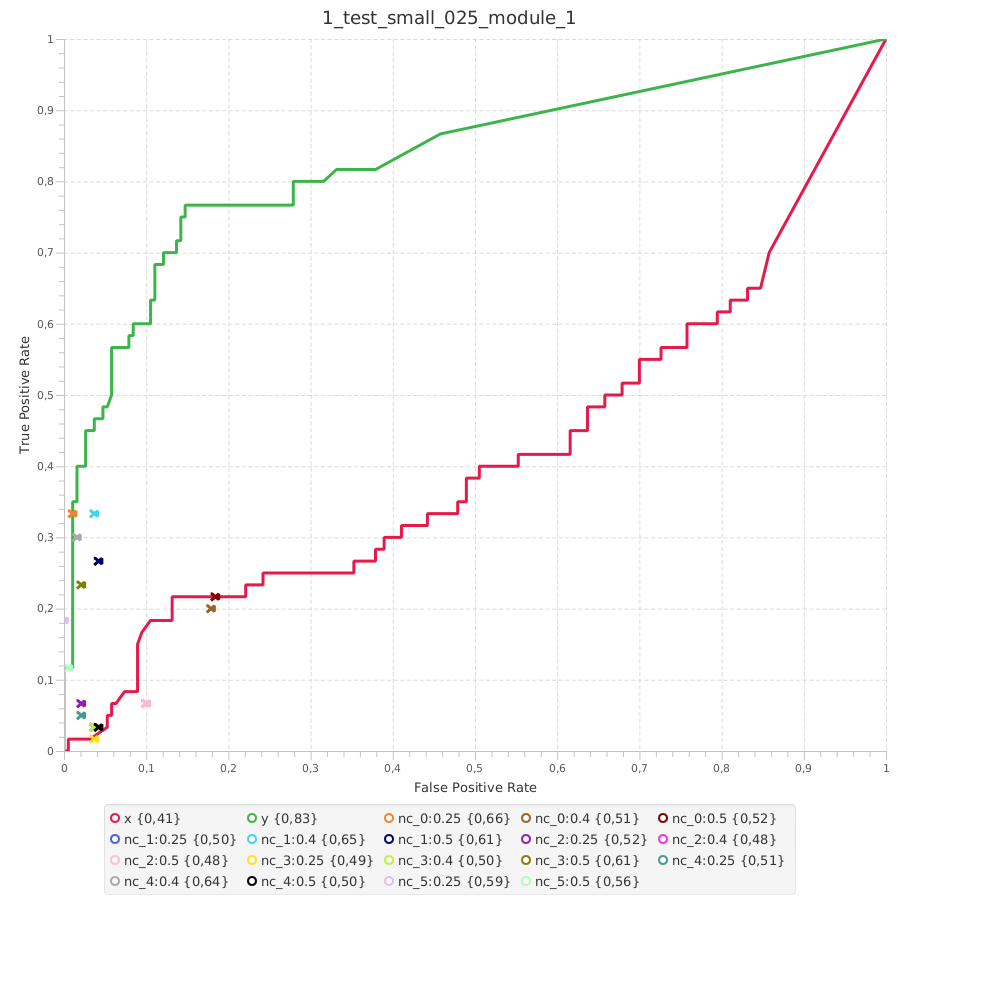 1_test_small_025_module_1
1
0,9
0,8
0,7
0,6
0,5
0,4
0,3
0,2
0,1
0
True Positive Rate
0 0,1 0,2 0,3 0,4 0,5 0,6 0,7 0,8 0,9 1
False Positive Rate
x {0,41} y {0,83} nc_0:0.25 {0,66} nc_0:0.4 {0,51} nc_0:0.5 {0,52}
nc_1:0.25 {0,50} nc_1:0.4 {0,65} nc_1:0.5 {0,61} nc_2:0.25 {0,52} nc_2:0.4 {0,48}
nc_2:0.5 {0,48} nc_3:0.25 {0,49} nc_3:0.4 {0,50} nc_3:0.5 {0,61} nc_4:0.25 {0,51}
nc_4:0.4 {0,64} nc_4:0.5 {0,50} nc_5:0.25 {0,59} nc_5:0.5 {0,56}